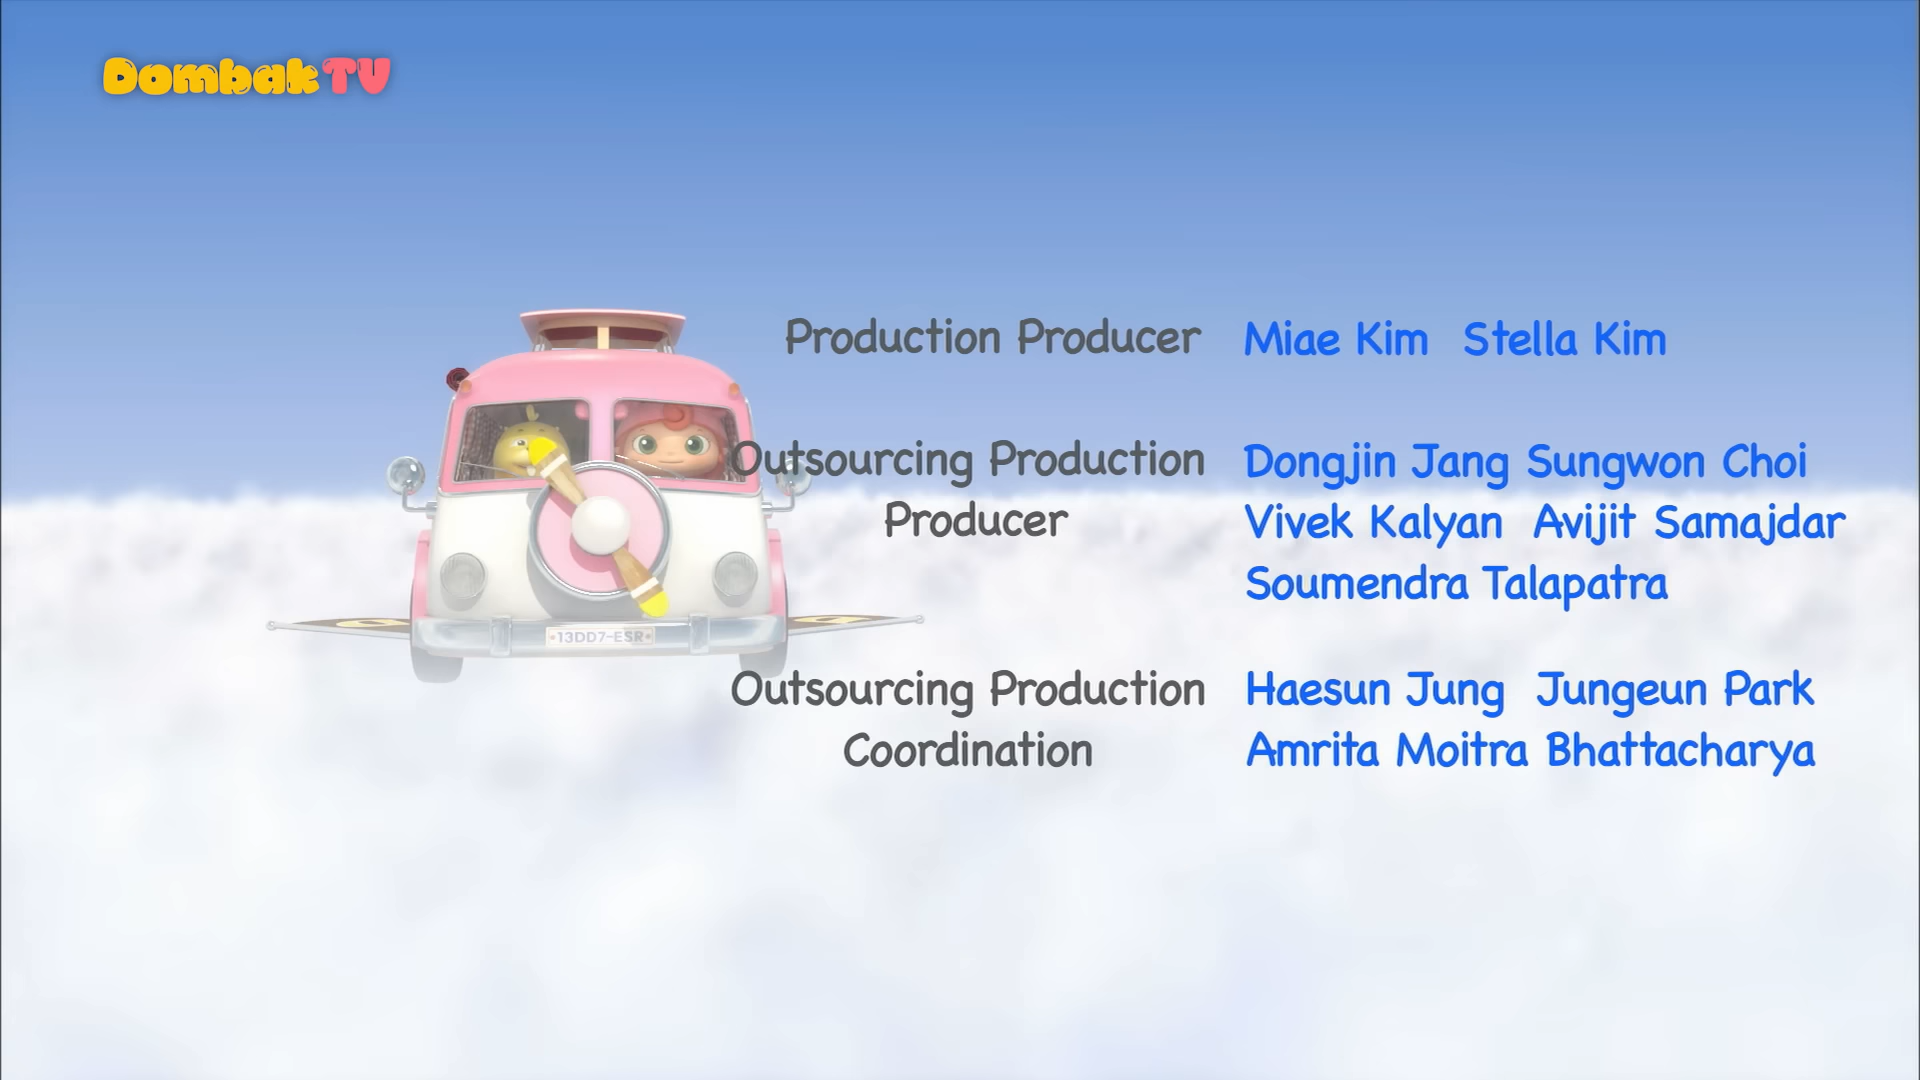 DombakTV
Production Producer Miae Kim Stella Kim
Outsourcing Production Dongjin Jang Sungwon Choi
Producer Vivek Kalyan Avijit Samajdar
Soumendra Talapatra
13DD7-ESR
Outsourcing Production Haesun Jung Jungeun Park
Coordination Amrita Moitra Bhattacharya